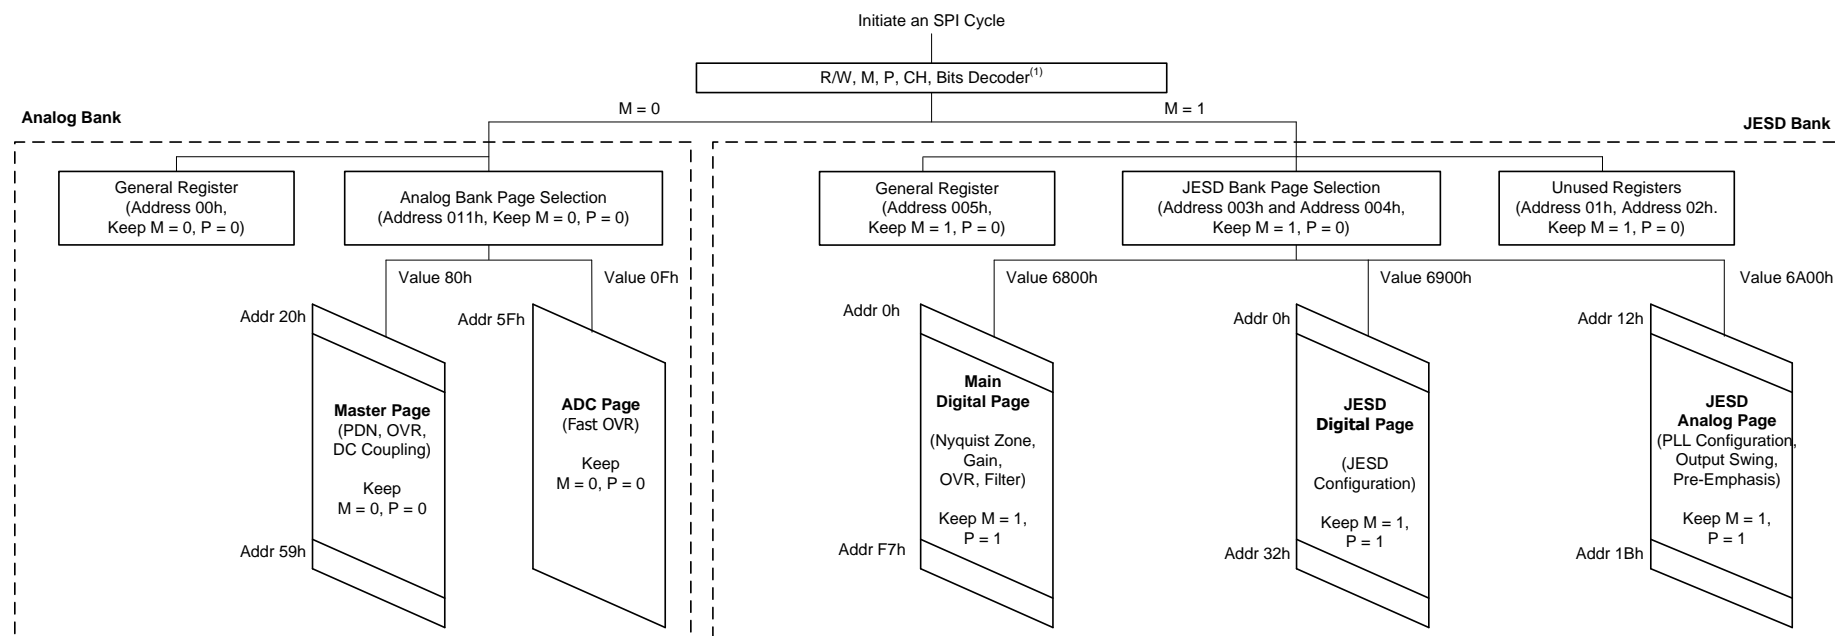 Initiate an SPI Cycle
R/W, M, P, CH, Bits Decoder(1)
M = 0
M = 1
Analog Bank
JESD Bank
General Register
(Address 00h,
Keep M = 0, P = 0)
Analog Bank Page Selection
(Address 011h, Keep M = 0, P = 0)
General Register
(Address 005h,
Keep M = 1, P = 0)
JESD Bank Page Selection
(Address 003h and Address 004h,
Keep M = 1, P = 0)
Unused Registers
(Address 01h, Address 02h.
Keep M = 1, P = 0)
Value 80h
Value 0Fh
Value 6800h
Value 6900h
Value 6A00h
Addr 20h
Master Page
(PDN, OVR,
DC Coupling)
Keep
M = 0, P = 0
Addr 59h
Addr 5Fh
ADC Page
(Fast OVR)
Keep
M = 0, P = 0
Addr 0h
Main
Digital Page
(Nyquist Zone,
Gain,
OVR, Filter)
Keep M = 1,
P = 1
Addr F7h
Addr 0h
JESD
Digital Page
(JESD
Configuration)
Keep M = 1,
P = 1
Addr 32h
Addr 12h
JESD
Analog Page
(PLL Configuration,
Output Swing,
Pre-Emphasis)
Keep M = 1,
P = 1
Addr 1Bh